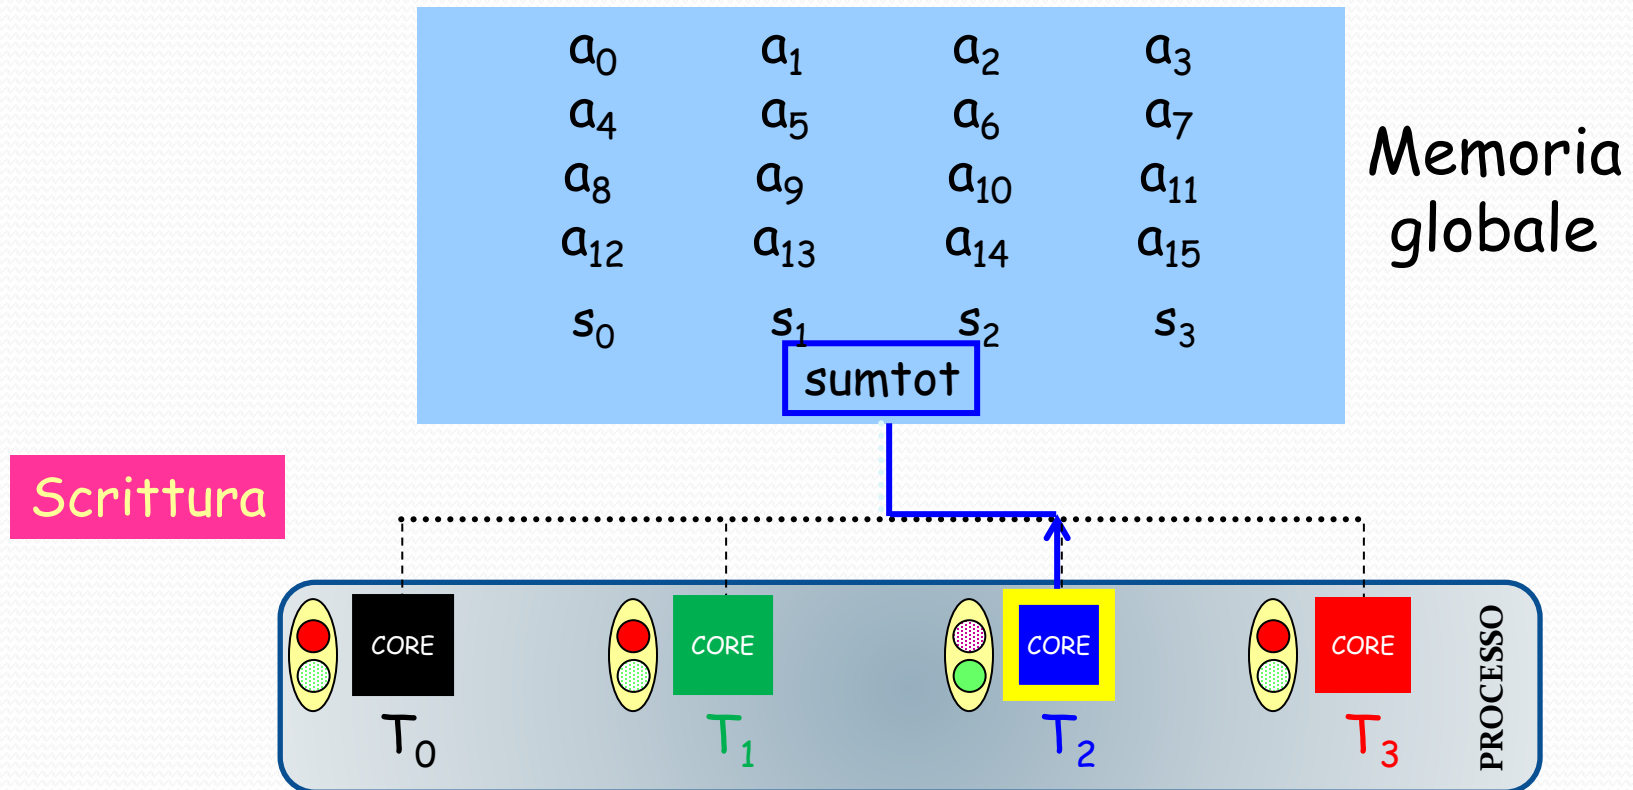 a₀ a₁ a₂ a₃
a₄ a₅ a₆ a₇
a₈ a₉ a₁₀ a₁₁
a₁₂ a₁₃ a₁₄ a₁₅
s₀ s₁ s₂ s₃
sumtot
Memoria
globale
Scrittura
CORE CORE CORE CORE
T₀ T₁ T₂ T₃
PROCESSO